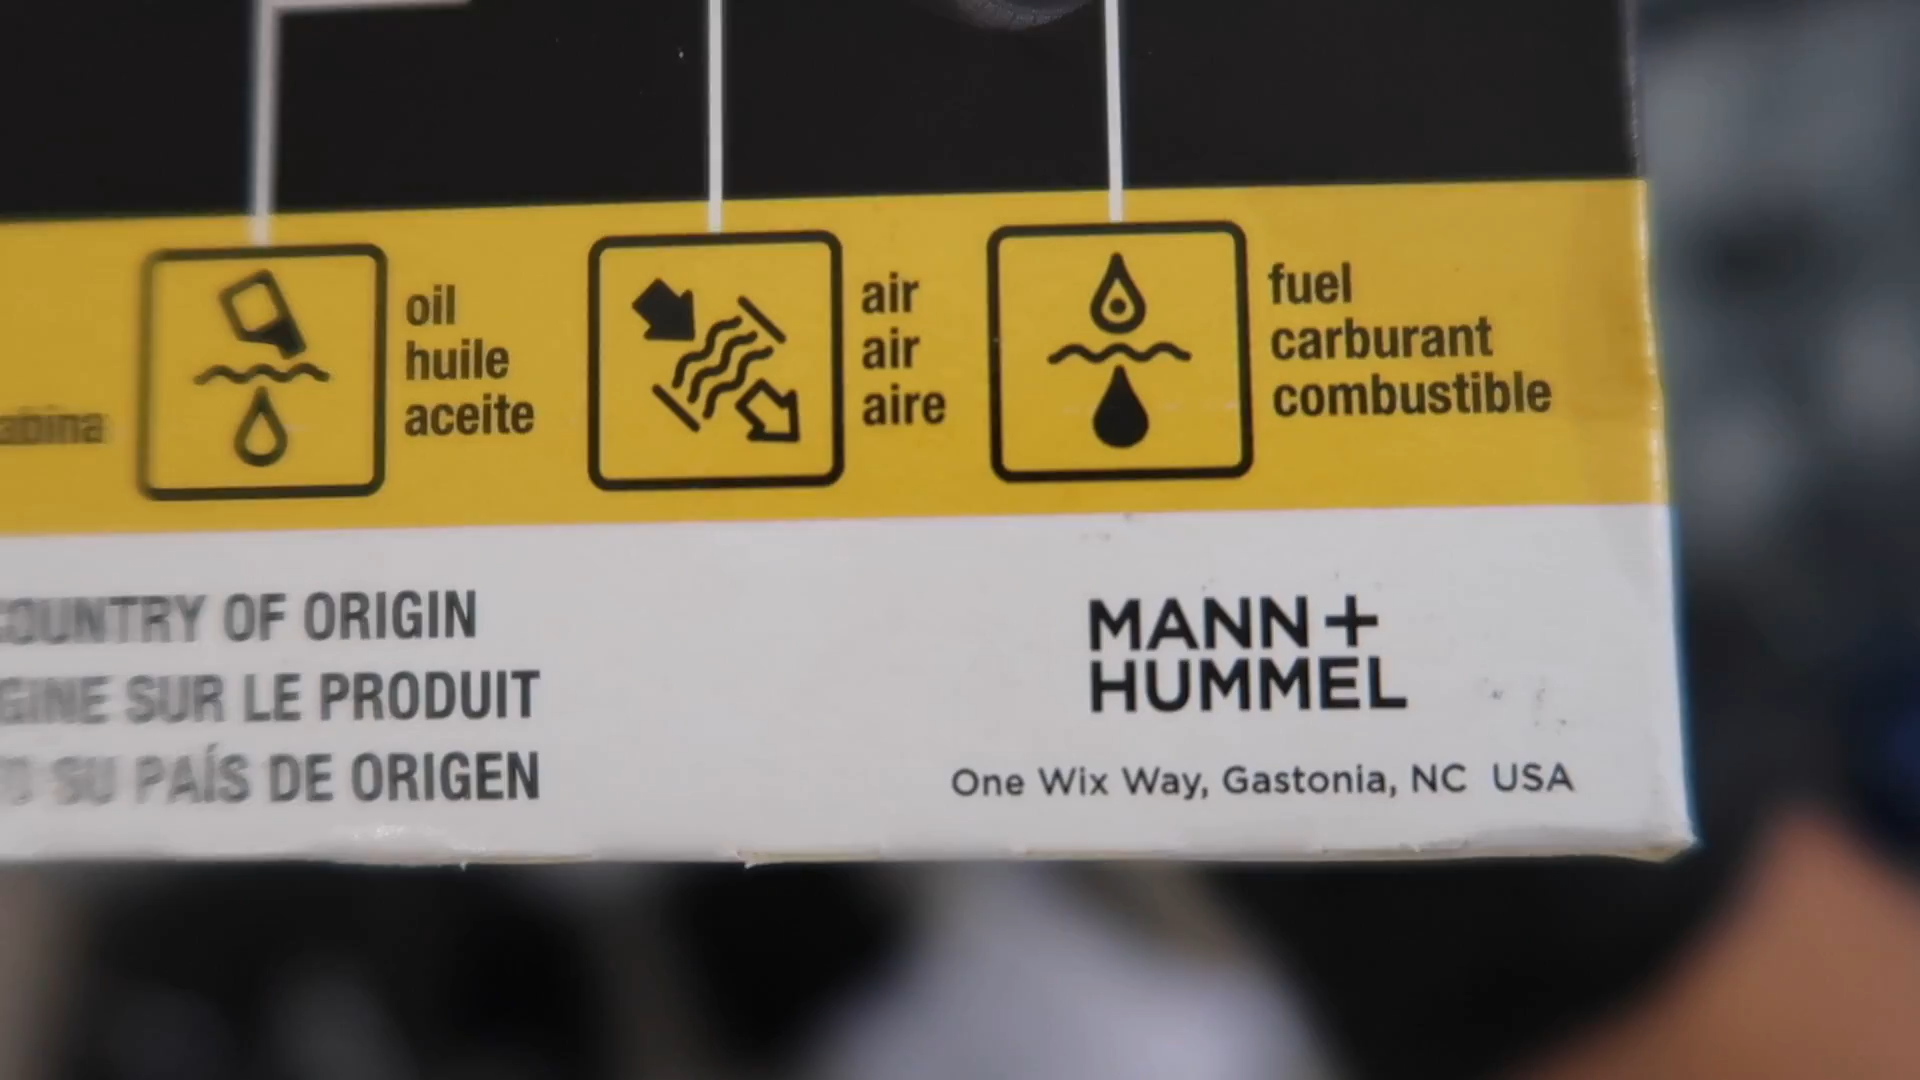 oil
huile
aceite
air
air
aire
fuel
carburant
combustible
COUNTRY OF ORIGIN
SUR LE PRODUIT
SU PAÍS DE ORIGEN
MANN+
HUMMEL
One Wix Way, Gastonia, NC USA